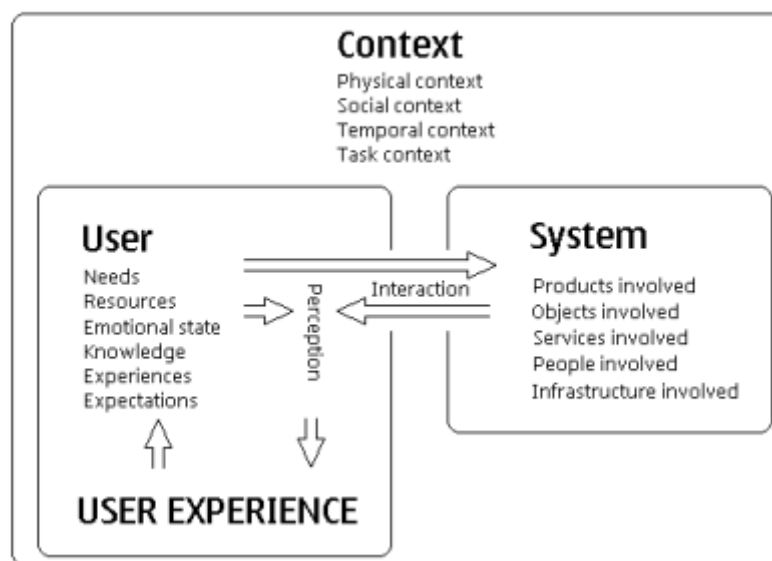 Context
Physical context
Social context
Temporal context
Task context
User
Needs
Resources
Emotional state
Knowledge
Experiences
Expectations
Perception
Interaction
System
Products involved
Objects involved
Services involved
People involved
Infrastructure involved
USER EXPERIENCE